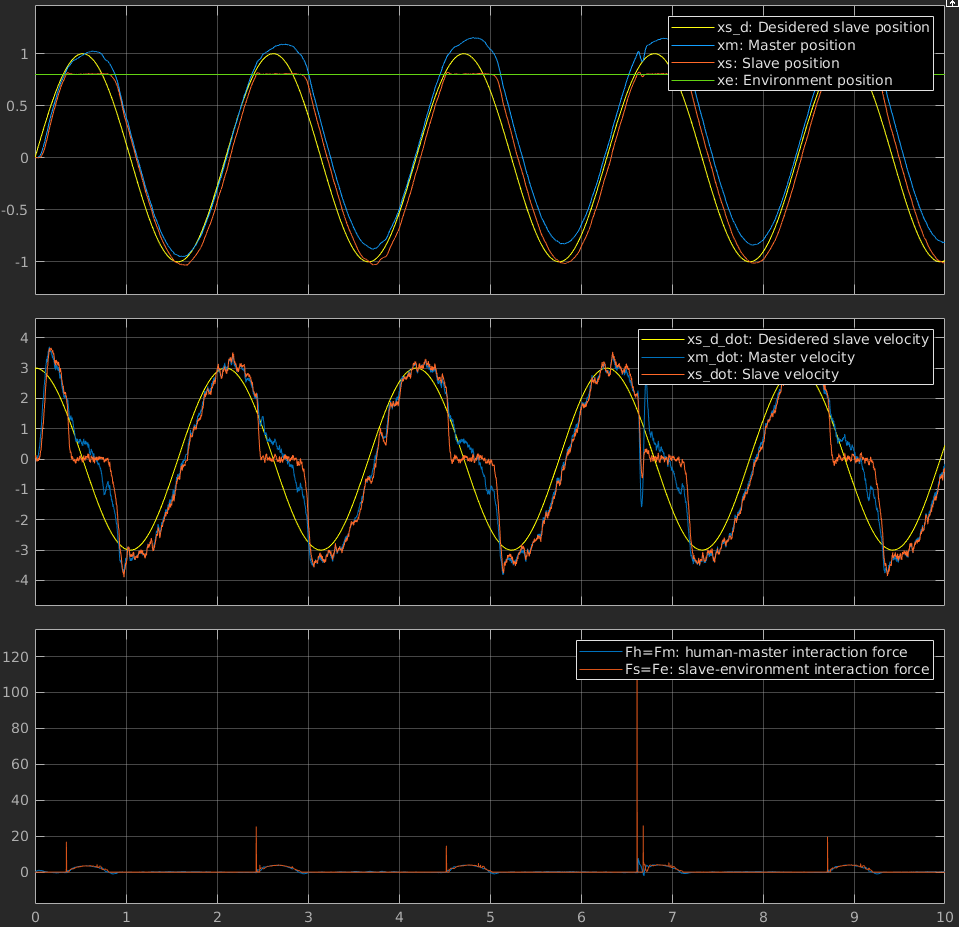 xs_d: Desidered slave position
xm: Master position
xs: Slave position
xe: Environment position
1
0.5
0
-0.5
-1
xs_d_dot: Desidered slave velocity
xm_dot: Master velocity
xs_dot: Slave velocity
4
3
2
1
0
-1
-2
-3
-4
Fh=Fm: human-master interaction force
Fs=Fe: slave-environment interaction force
120
100
80
60
40
20
0
0 1 2 3 4 5 6 7 8 9 10